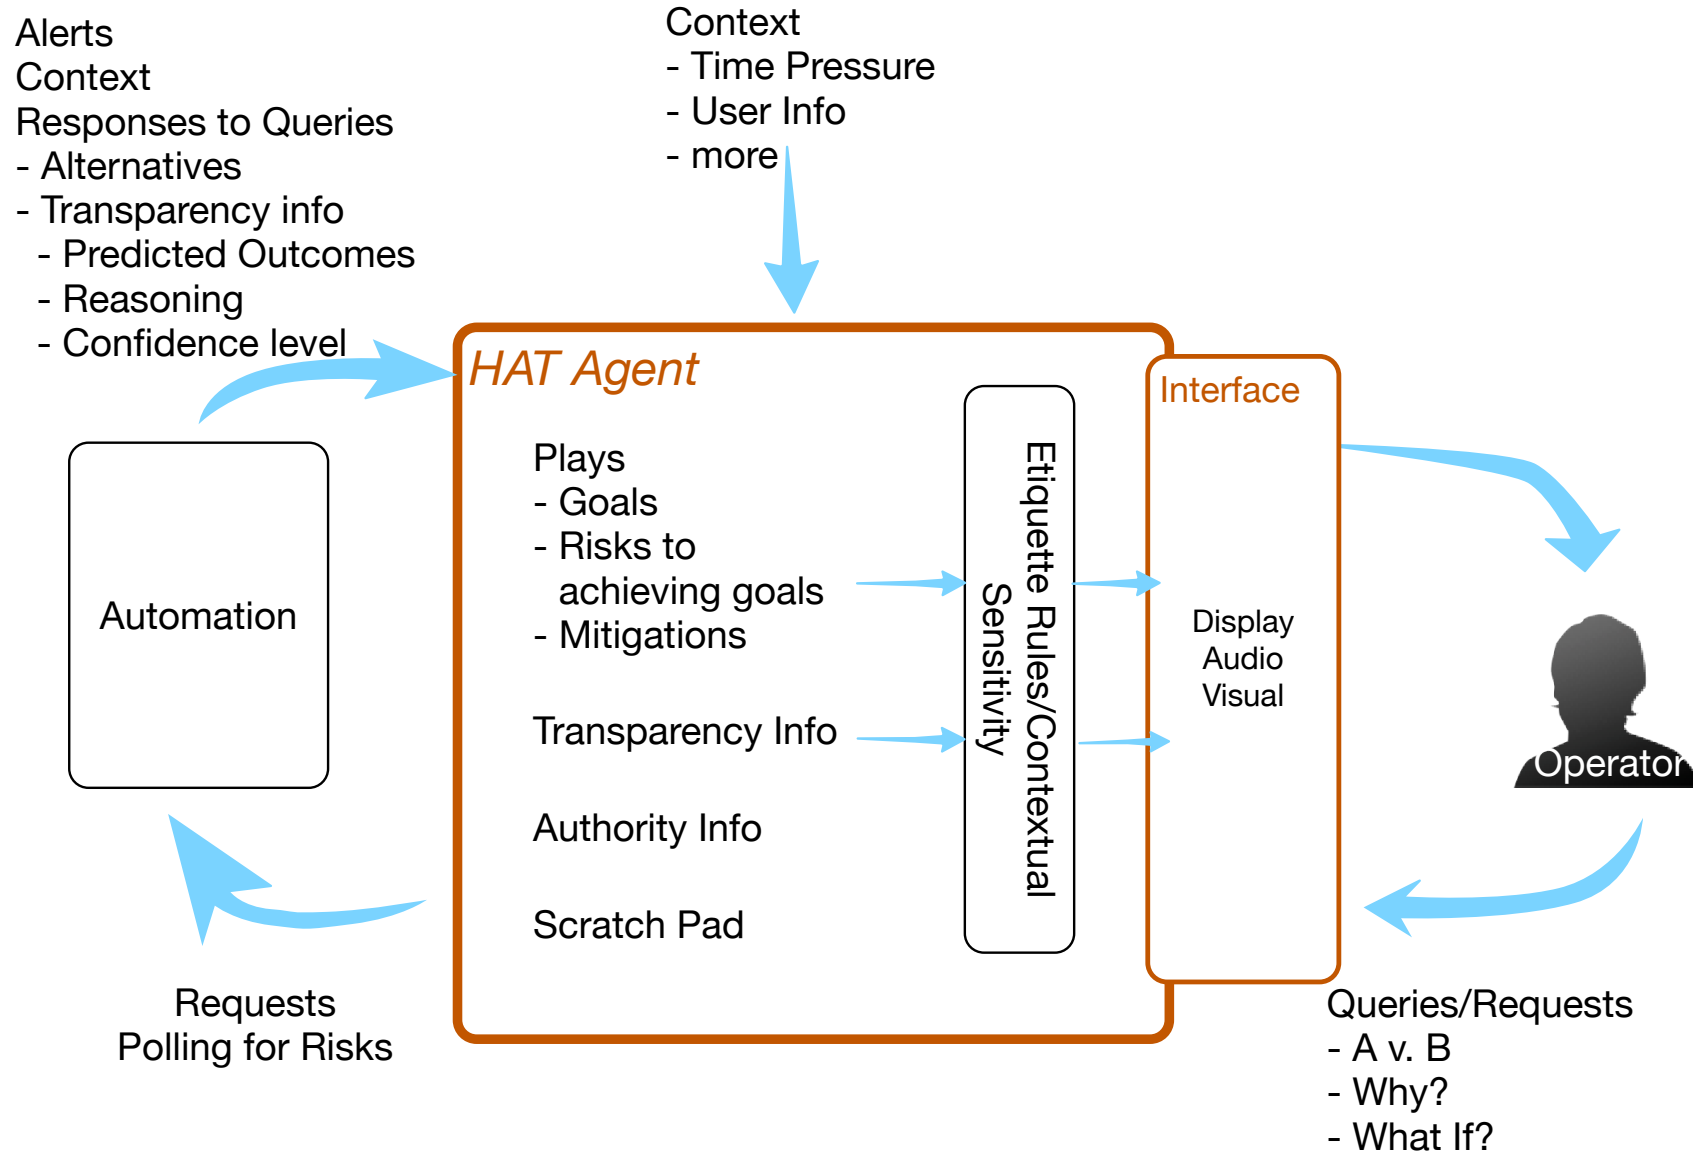 Alerts
Context
Responses to Queries
- Alternatives
- Transparency info
- Predicted Outcomes
- Reasoning
- Confidence level
Context
- Time Pressure
- User Info
- more
HAT Agent
Interface
Plays
- Goals
- Risks to
achieving goals
- Mitigations
Transparency Info
Authority Info
Scratch Pad
Etiquette Rules/Contextual
Sensitivity
Automation
Display
Audio
Visual
Operator
Requests
Polling for Risks
Queries/Requests
- A v. B
- Why?
- What If?